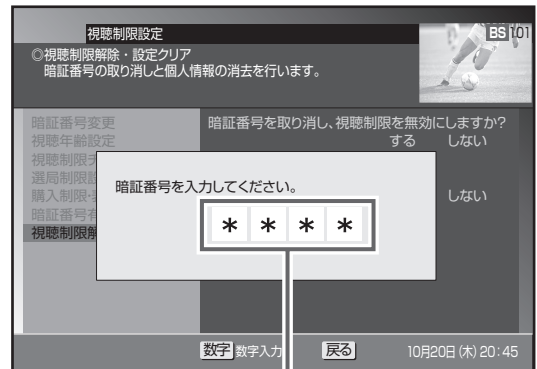 視聴制限設定
BS 101
◎視聴制限解除・設定クリア
暗証番号の取り消しと個人情報の消去を行います。
暗証番号変更
暗証番号を取り消し、視聴制限を無効にしますか?
視聴年齢設定
する しない
視聴制限
選局制限
購入制限
しない
暗証番号
視聴制限
暗証番号を入力してください。
* * * *
数字 数字入力
戻る
10月20日(木)20:45